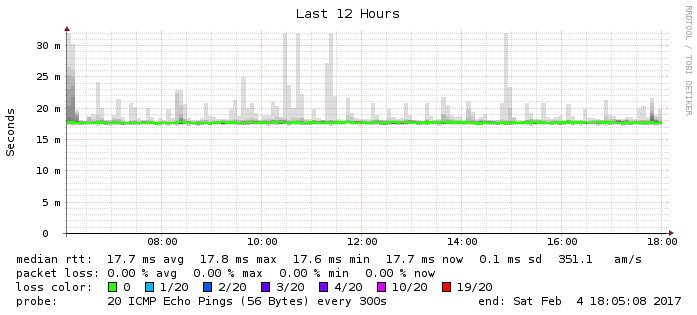 Last 12 Hours
RRDTOOL / TOBI OETIKER
Seconds
30 m
25 m
20 m
15 m
10 m
5 m
0
08:00 10:00 12:00 14:00 16:00 18:00
median rtt: 17.7 ms avg 17.8 ms max 17.6 ms min 17.7 ms now 0.1 ms sd 351.1 am/s
packet loss: 0.00 % avg 0.00 % max 0.00 % min 0.00 % now
loss color: 0 1/20 2/20 3/20 4/20 10/20 19/20
probe: 20 ICMP Echo Pings (56 Bytes) every 300s end: Sat Feb 4 18:05:08 2017